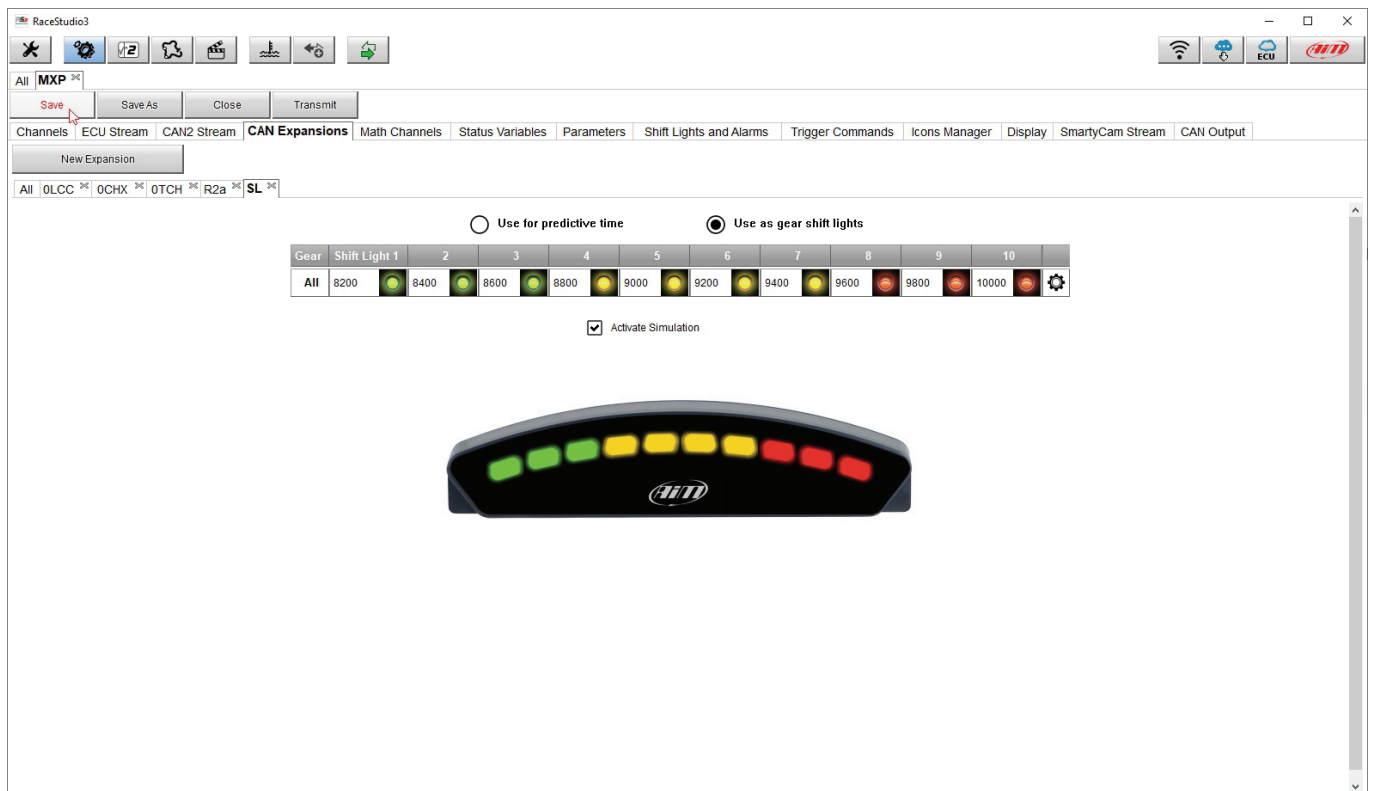 RaceStudio3
ECU AiM
All MXP
Save Save As Close Transmit
Channels ECU Stream CAN2 Stream CAN Expansions Math Channels Status Variables Parameters Shift Lights and Alarms Trigger Commands Icons Manager Display SmartyCam Stream CAN Output
New Expansion
All 0LCC 0CHX 0TCH R2a SL
Use for predictive time Use as gear shift lights
Gear Shift Light 1 2 3 4 5 6 7 8 9 10
All 8200 8400 8600 8800 9000 9200 9400 9600 9800 10000
Activate Simulation
AiM